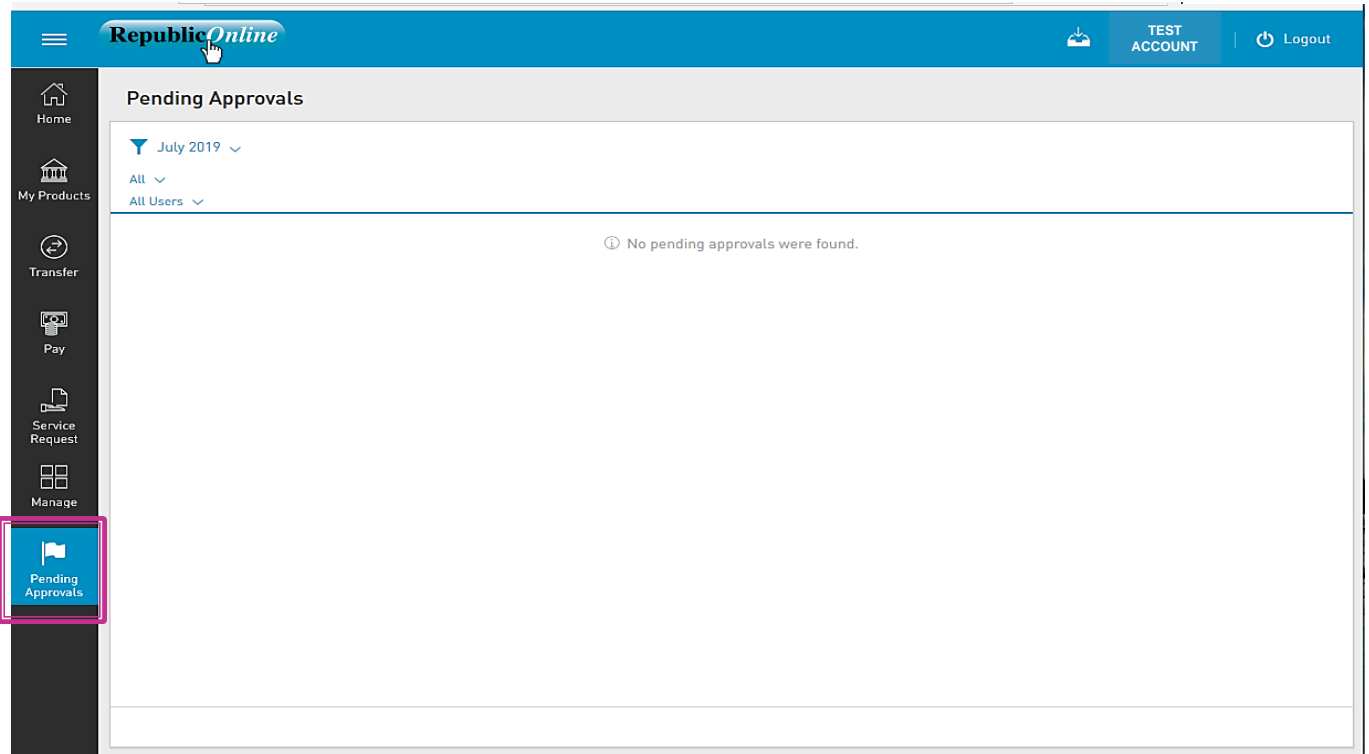 RepublicOnline
TEST
ACCOUNT
Logout
Home
My Products
Transfer
Pay
Service
Request
Manage
Pending
Approvals
Pending Approvals
July 2019
All
All Users
No pending approvals were found.